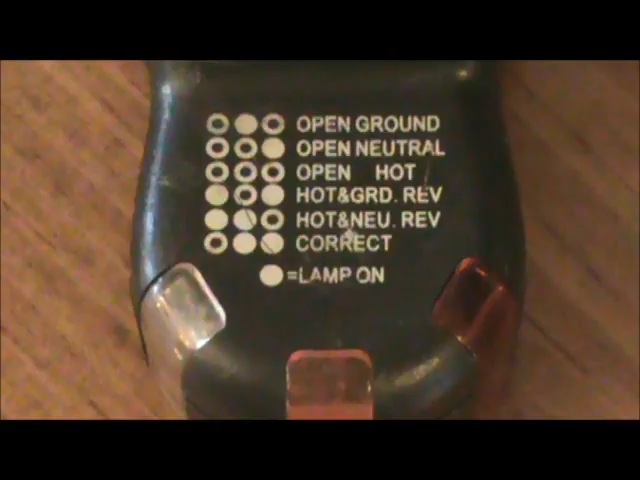 OPEN GROUND
OPEN NEUTRAL
OPEN HOT
HOT&GRD. REV
HOT&NEU. REV
CORRECT
=LAMP ON